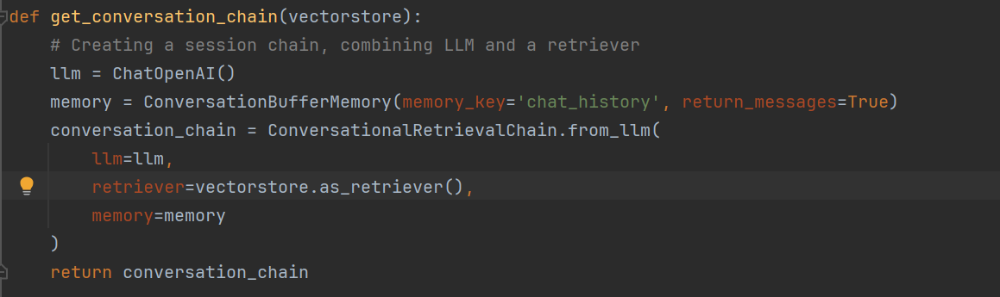 def get_conversation_chain(vectorstore):
    # Creating a session chain, combining LLM and a retriever
    llm = ChatOpenAI()
    memory = ConversationBufferMemory(memory_key='chat_history', return_messages=True)
    conversation_chain = ConversationalRetrievalChain.from_llm(
        llm=llm,
        retriever=vectorstore.as_retriever(),
        memory=memory
    )
    return conversation_chain